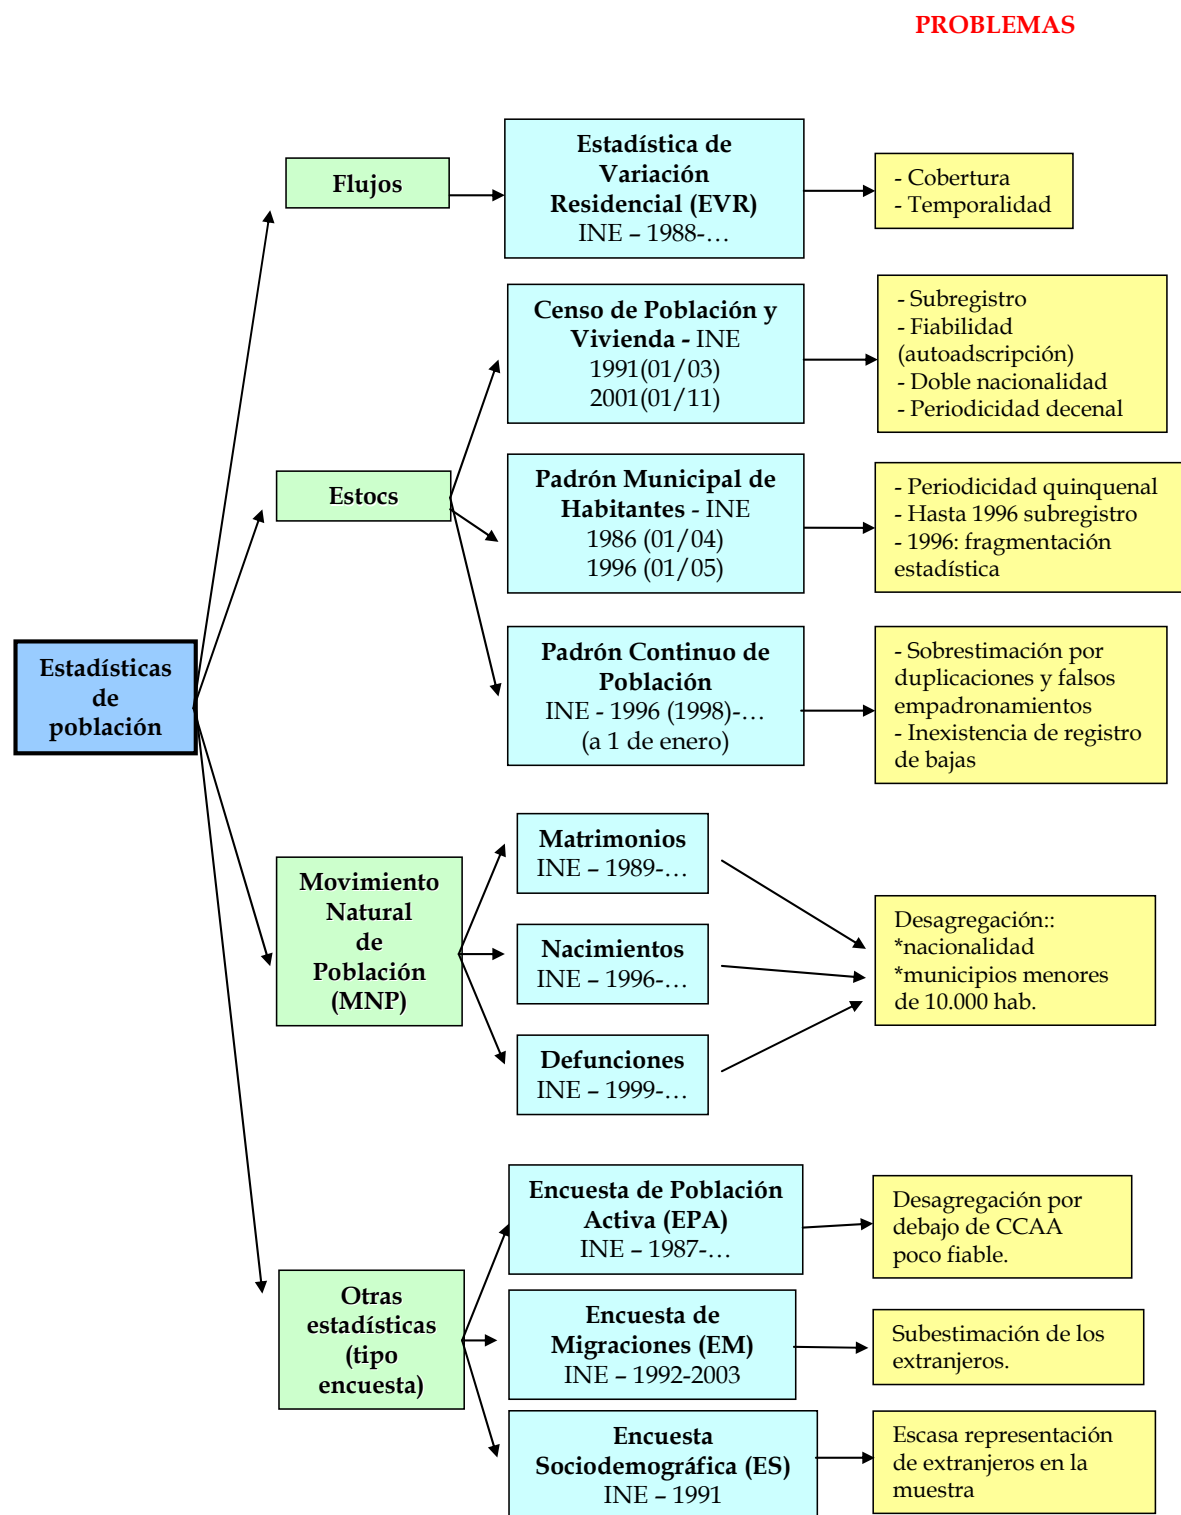 PROBLEMAS
Estadística de
Variación
Residencial (EVR)
INE – 1988-…
Flujos
- Cobertura
- Temporalidad
Censo de Población y
Vivienda - INE
1991(01/03)
2001(01/11)
- Subregistro
- Fiabilidad
(autoadscripción)
- Doble nacionalidad
- Periodicidad decenal
Estocs
Padrón Municipal de
Habitantes - INE
1986 (01/04)
1996 (01/05)
- Periodicidad quinquenal
- Hasta 1996 subregistro
- 1996: fragmentación
estadística
Estadísticas
de
población
Padrón Continuo de
Población
INE - 1996 (1998)-…
(a 1 de enero)
- Sobrestimación por
duplicaciones y falsos
empadronamientos
- Inexistencia de registro
de bajas
Movimiento
Natural
de
Población
(MNP)
Matrimonios
INE – 1989-…
Nacimientos
INE – 1996-…
Defunciones
INE – 1999-…
Desagregación::
*nacionalidad
*municipios menores
de 10.000 hab.
Otras
estadísticas
(tipo
encuesta)
Encuesta de Población
Activa (EPA)
INE – 1987-…
Desagregación por
debajo de CCAA
poco fiable.
Encuesta de
Migraciones (EM)
INE – 1992-2003
Subestimación de los
extranjeros.
Encuesta
Sociodemográfica (ES)
INE – 1991
Escasa representación
de extranjeros en la
muestra